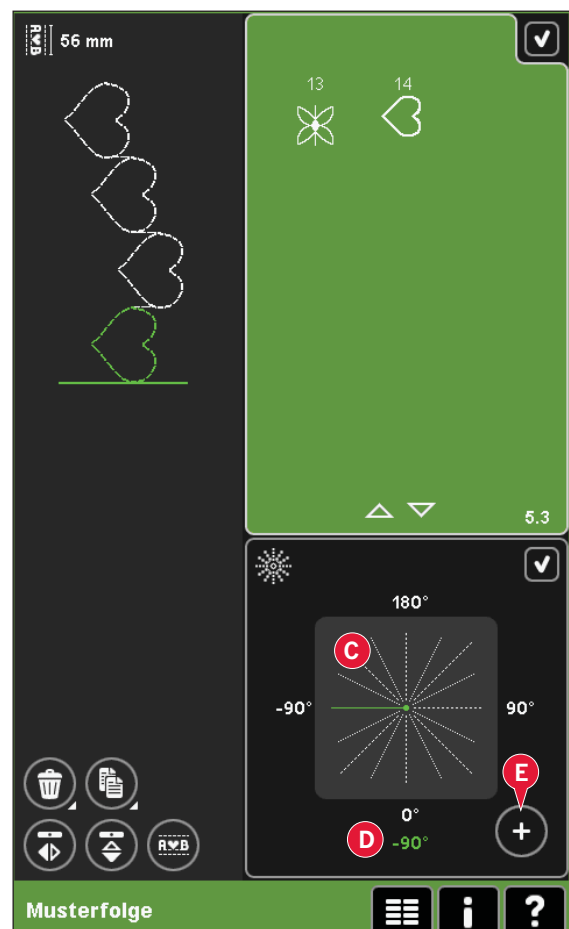 A♥B 56 mm
13 14
5.3
180°
C
-90° 90°
E
0°
D -90°
+
A♥B
Musterfolge
i ?